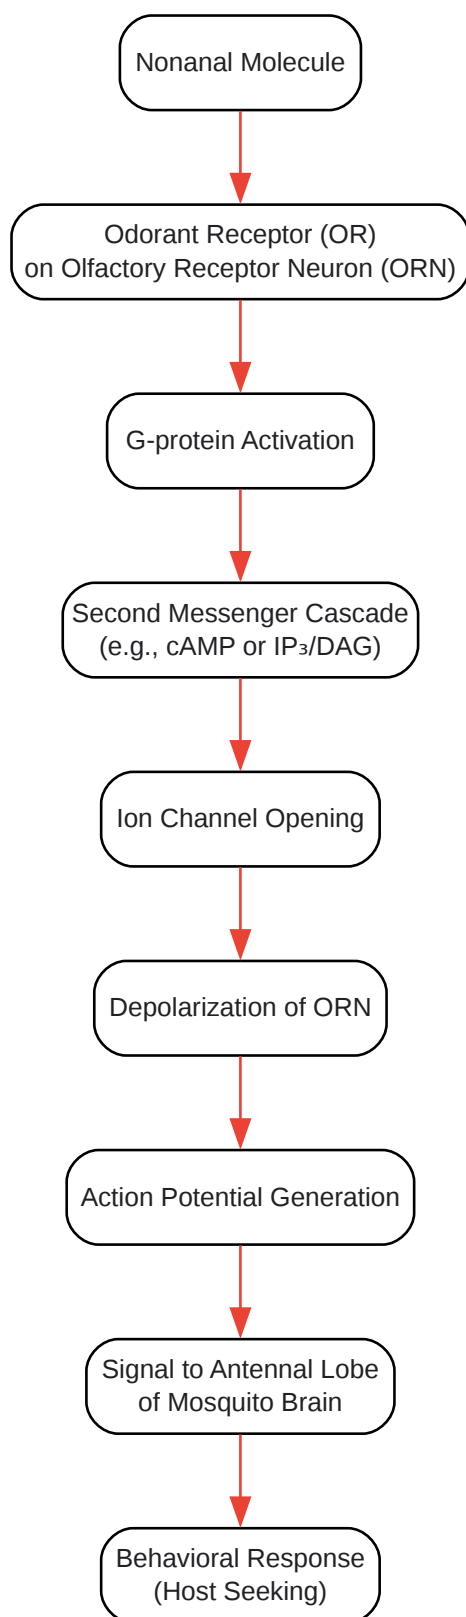 Nonanal Molecule
Odorant Receptor (OR)
on Olfactory Receptor Neuron (ORN)
G-protein Activation
Second Messenger Cascade
(e.g., cAMP or IP₃/DAG)
Ion Channel Opening
Depolarization of ORN
Action Potential Generation
Signal to Antennal Lobe
of Mosquito Brain
Behavioral Response
(Host Seeking)